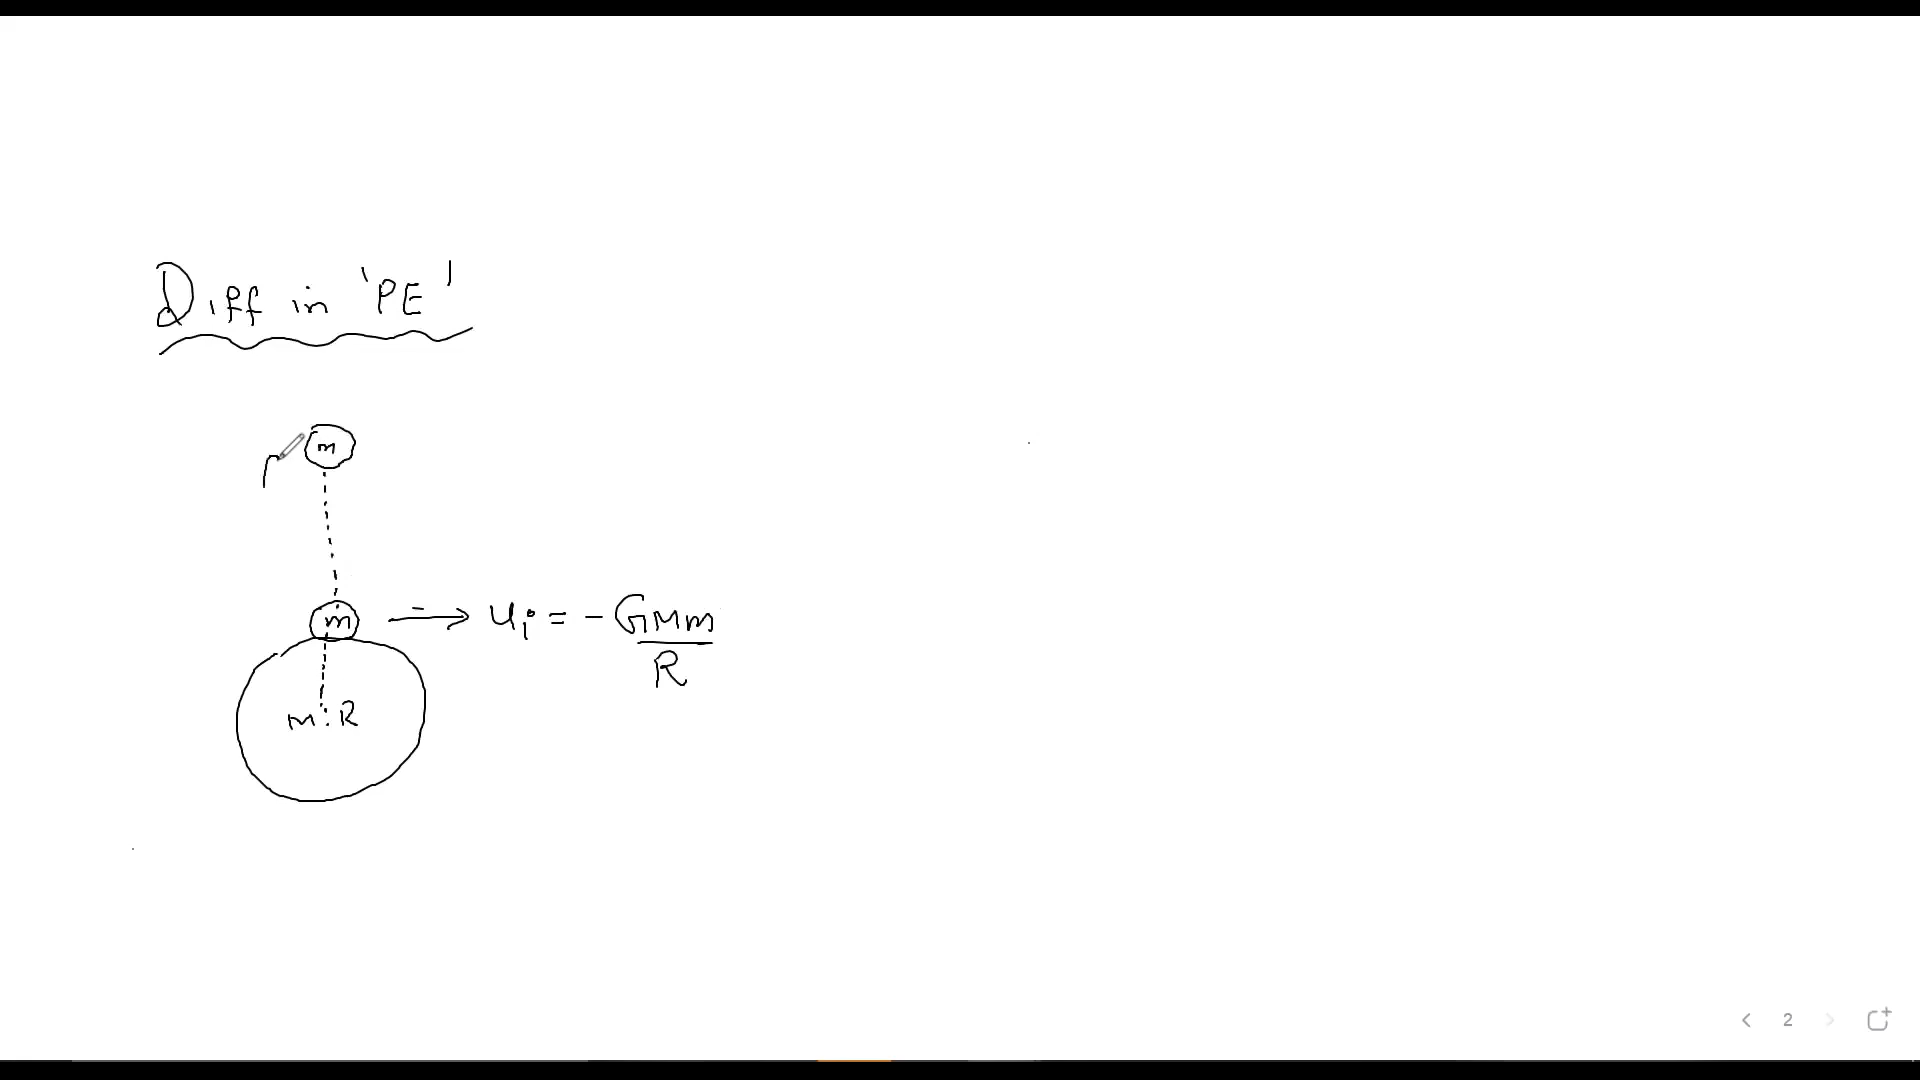 Diff in 'PE'
m
m → Ui = - GMm / R
m : R
2